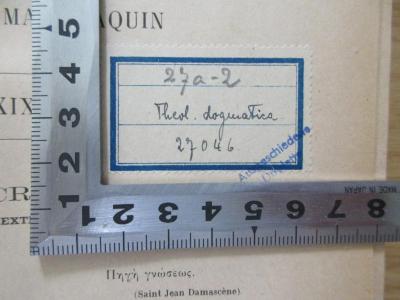 MA AQUIN
27a-2
XIX
Theol. dogmatica
27046
Ausgeschiedene
CR
EXT
5
4
3
2
1
MADE IN JAPAN
1 2 3 4 5 6 7 8
Πηγὴ γνώσεως.
(Saint Jean Damascène)